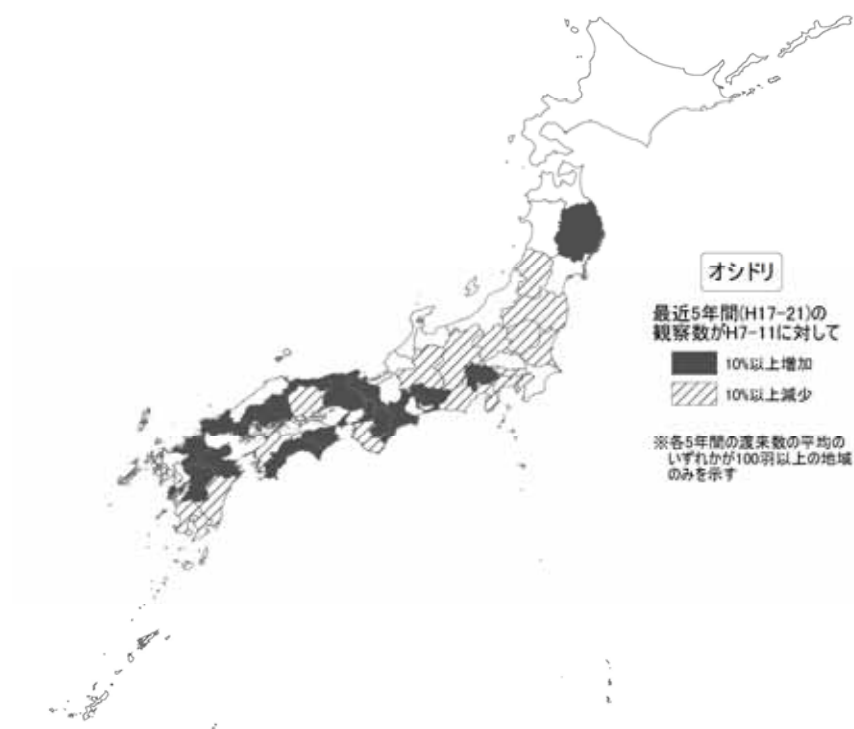 オシドリ
最近5年間(H17-21)の
観察数がH7-11に対して
10%以上増加
10%以上減少
※各5年間の渡来数の平均の
いずれかが100羽以上の地域
のみを示す